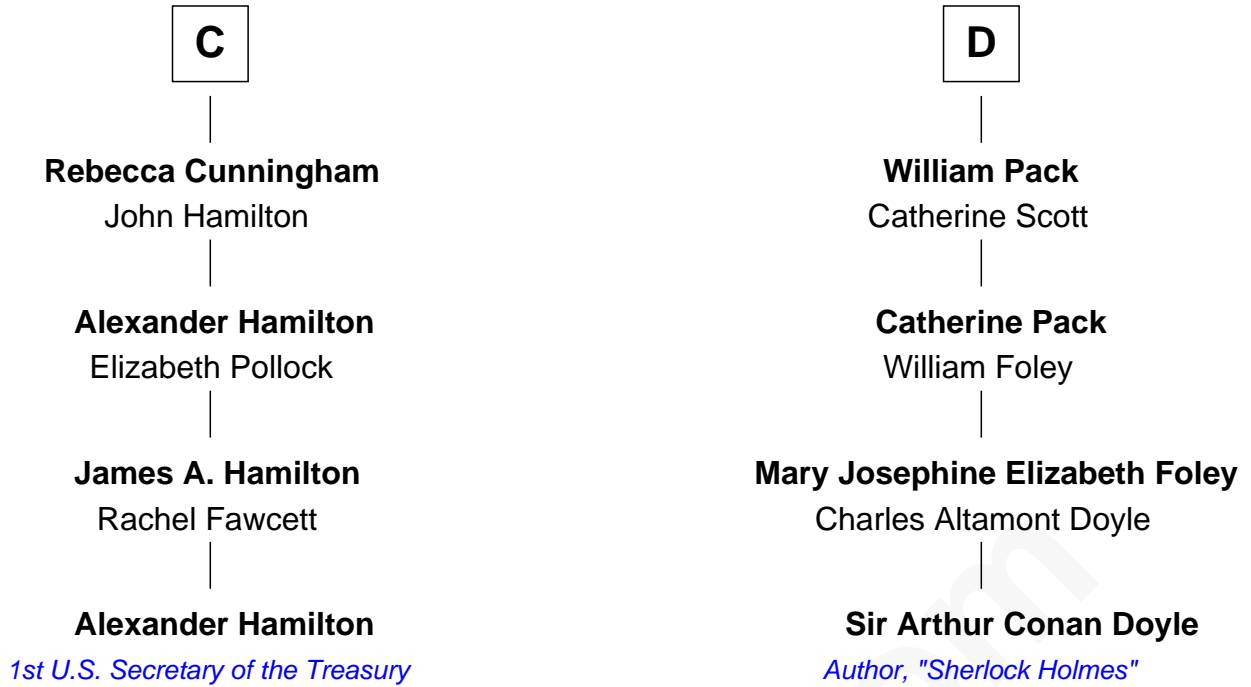 C
Rebecca Cunningham
John Hamilton
Alexander Hamilton
Elizabeth Pollock
James A. Hamilton
Rachel Fawcett
Alexander Hamilton
1st U.S. Secretary of the Treasury
D
William Pack
Catherine Scott
Catherine Pack
William Foley
Mary Josephine Elizabeth Foley
Charles Altamont Doyle
Sir Arthur Conan Doyle
Author, "Sherlock Holmes"